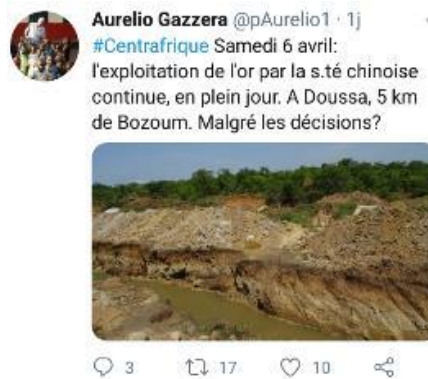 Aurelio Gazzera @pAurelio1 · 1j
#Centrafrique Samedi 6 avril:
l'exploitation de l'or par la s.té chinoise
continue, en plein jour. A Doussa, 5 km
de Bozoum. Malgré les décisions?
3 17 10